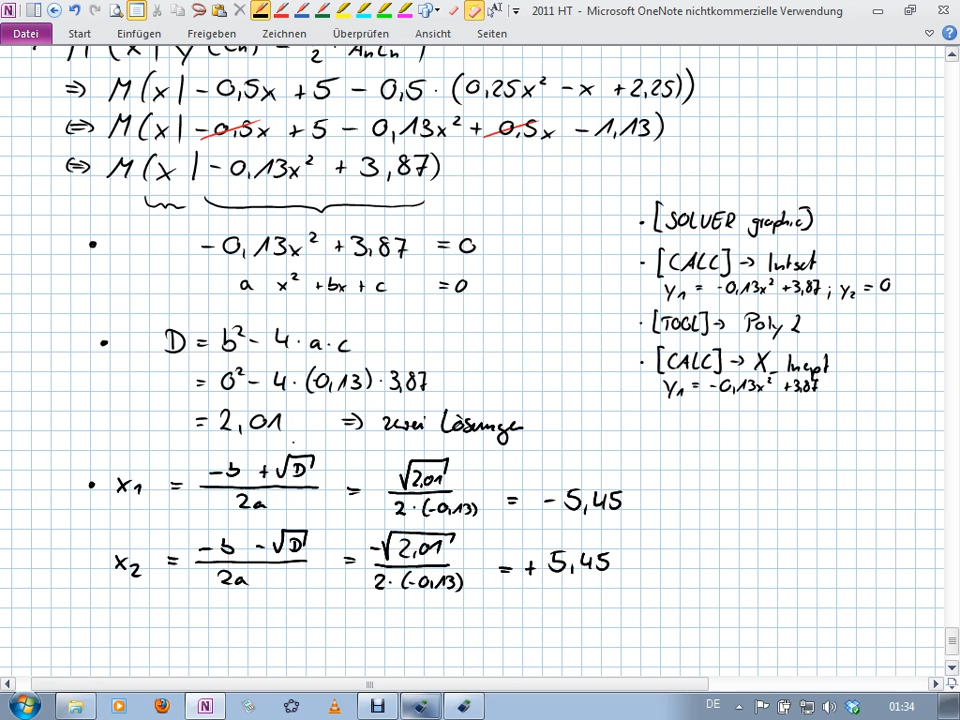 2011 HT - Microsoft OneNote nichtkommerzielle Verwendung
Datei Start Einfügen Freigeben Zeichnen Überprüfen Ansicht Seiten
=> M(x| -0,5x + 5 - 0,5 · (0,25x² - x + 2,25))
<=> M(x| -0,5x + 5 - 0,13x² + 0,5x - 1,13)
<=> M(x| -0,13x² + 3,87)
· -0,13x² + 3,87 = 0
a x² + bx + c = 0
· D = b² - 4 · a · c
= 0² - 4 · (0,13) · 3,87
= 2,01 => zwei Lösungen
· x₁ = (-b + √D)/2a = √2,01/(2·(-0,13)) = -5,45
x₂ = (-b - √D)/2a = -√2,01/(2·(-0,13)) = +5,45
· [SOLVER graphic)
· [CALC] → Intsct
Y₁ = -0,13x² + 3,87 ; Y₂ = 0
· [TOOL] → Poly 2
· [CALC] → X_Incpt
Y₁ = -0,13x² + 3,87
DE 01:34